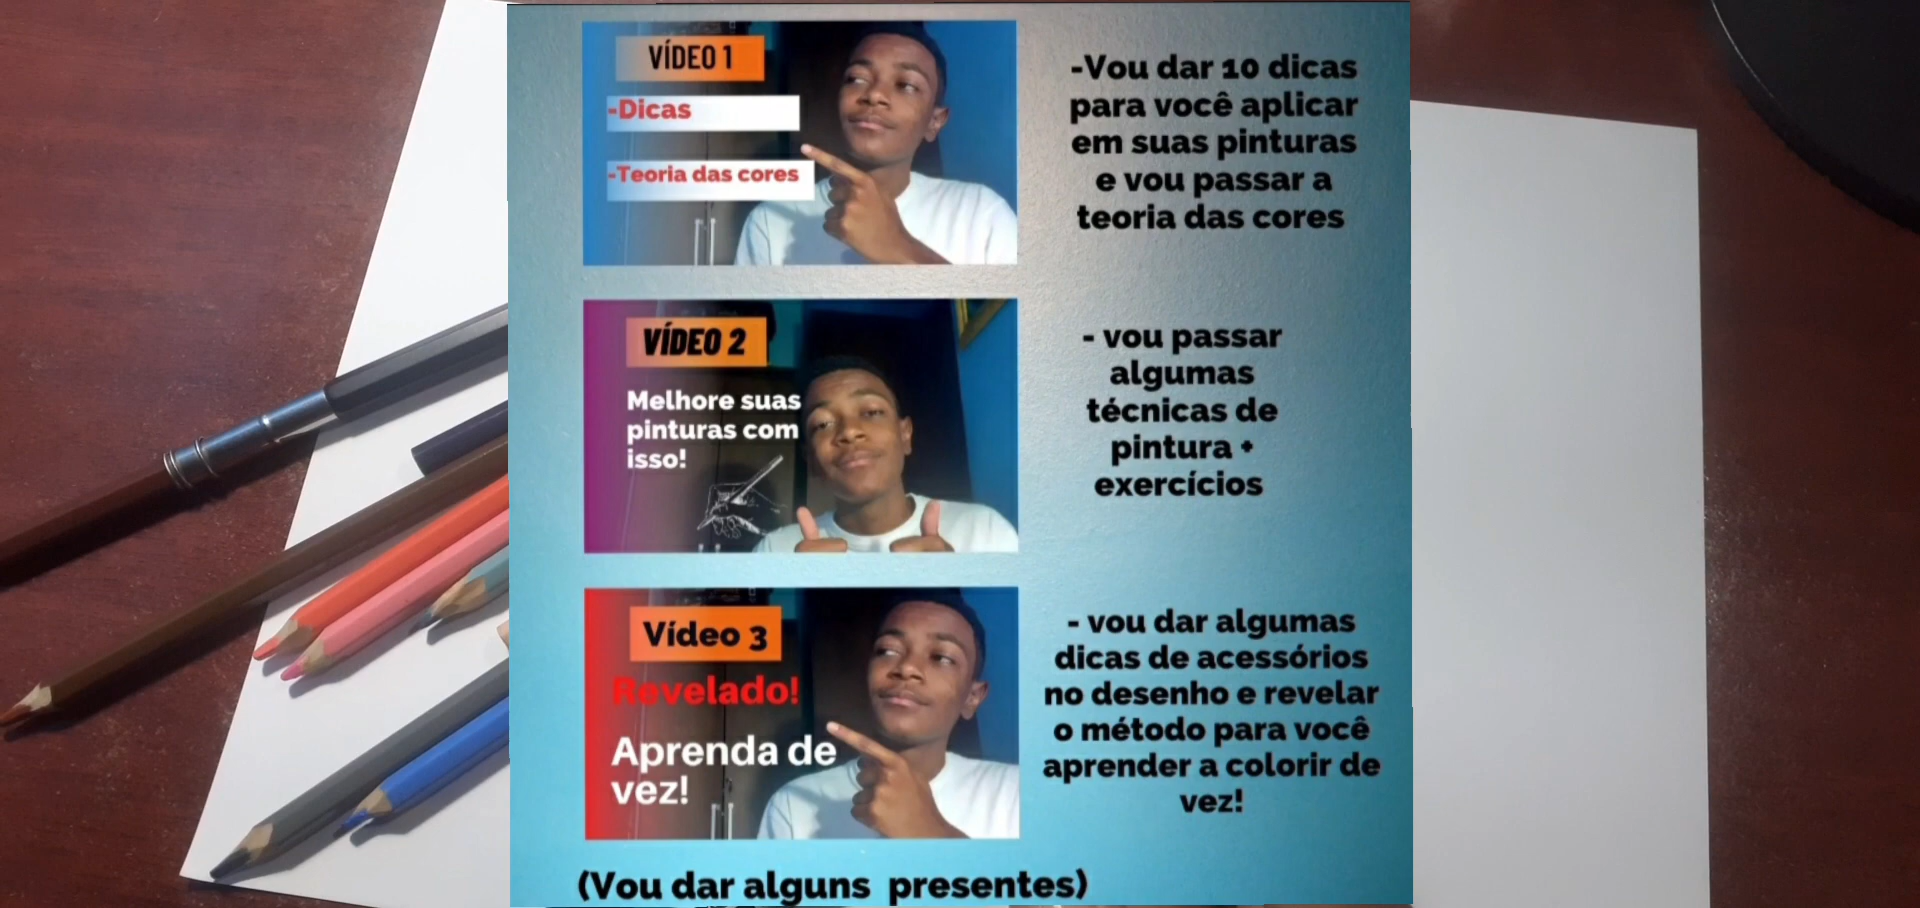 VÍDEO 1
-Dicas
-Teoria das cores
-Vou dar 10 dicas
para você aplicar
em suas pinturas
e vou passar a
teoria das cores
VÍDEO 2
Melhore suas
pinturas com
isso!
- vou passar
algumas
técnicas de
pintura +
exercícios
Vídeo 3
Revelado!
Aprenda de
vez!
- vou dar algumas
dicas de acessórios
no desenho e revelar
o método para você
aprender a colorir de
vez!
(Vou dar alguns presentes)